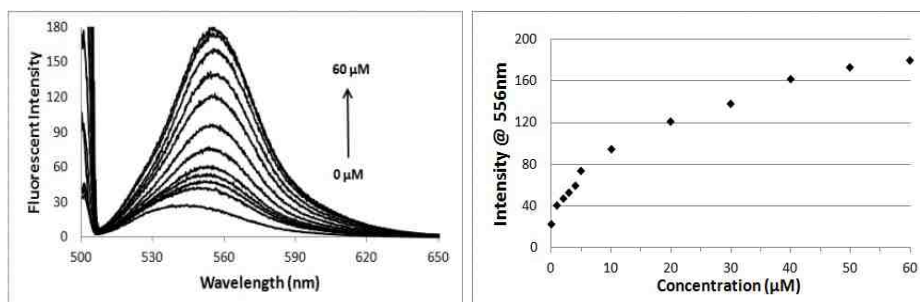 180
150
120
90
60
30
0
Fluorescent Intensity
60 µM
0 µM
500 530 560 590 620 650
Wavelength (nm)
200
160
120
80
40
0
Intensity @ 556nm
0 10 20 30 40 50 60
Concentration (µM)